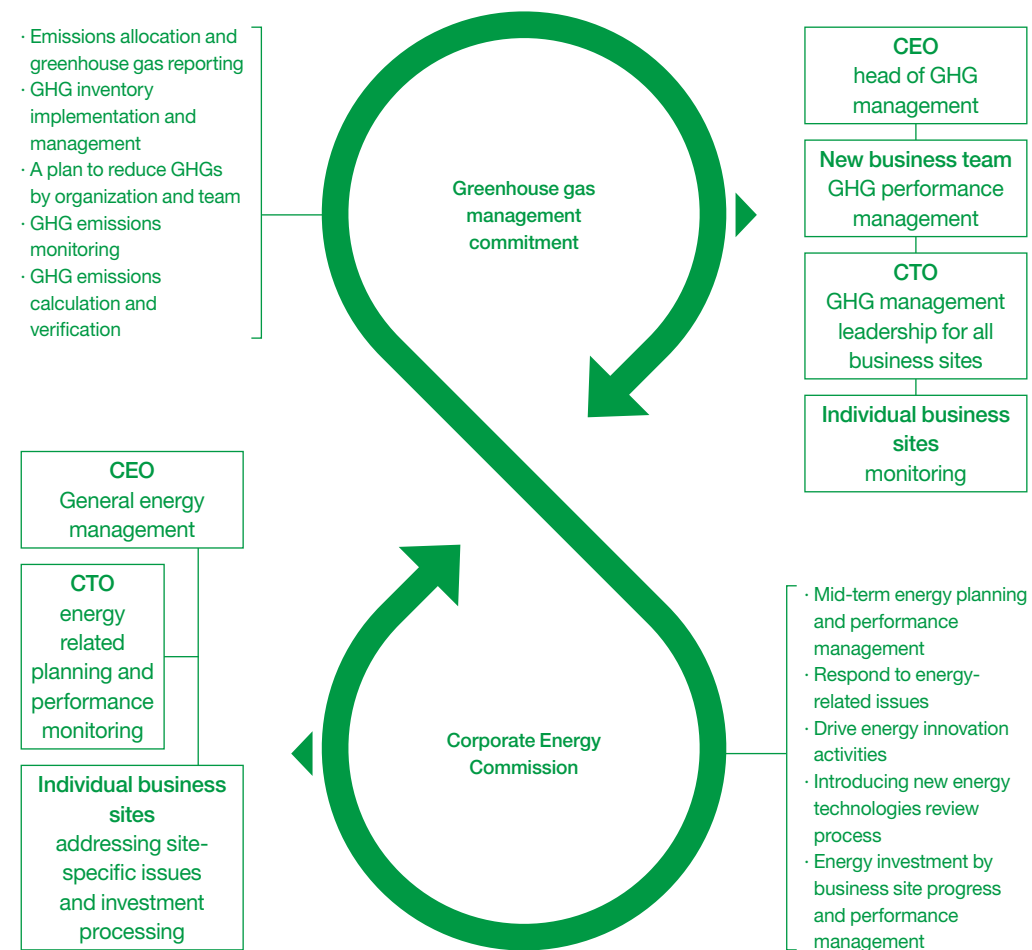 · Emissions allocation and
greenhouse gas reporting
· GHG inventory
implementation and
management
· A plan to reduce GHGs
by organization and team
· GHG emissions
monitoring
· GHG emissions
calculation and
verification
Greenhouse gas
management
commitment
CEO
head of GHG
management
New business team
GHG performance
management
CTO
GHG management
leadership for all
business sites
Individual business
sites
monitoring
CEO
General energy
management
CTO
energy
related
planning and
performance
monitoring
Individual business
sites
addressing site-
specific issues
and investment
processing
Corporate Energy
Commission
· Mid-term energy planning
and performance
management
· Respond to energy-
related issues
· Drive energy innovation
activities
· Introducing new energy
technologies review
process
· Energy investment by
business site progress
and performance
management